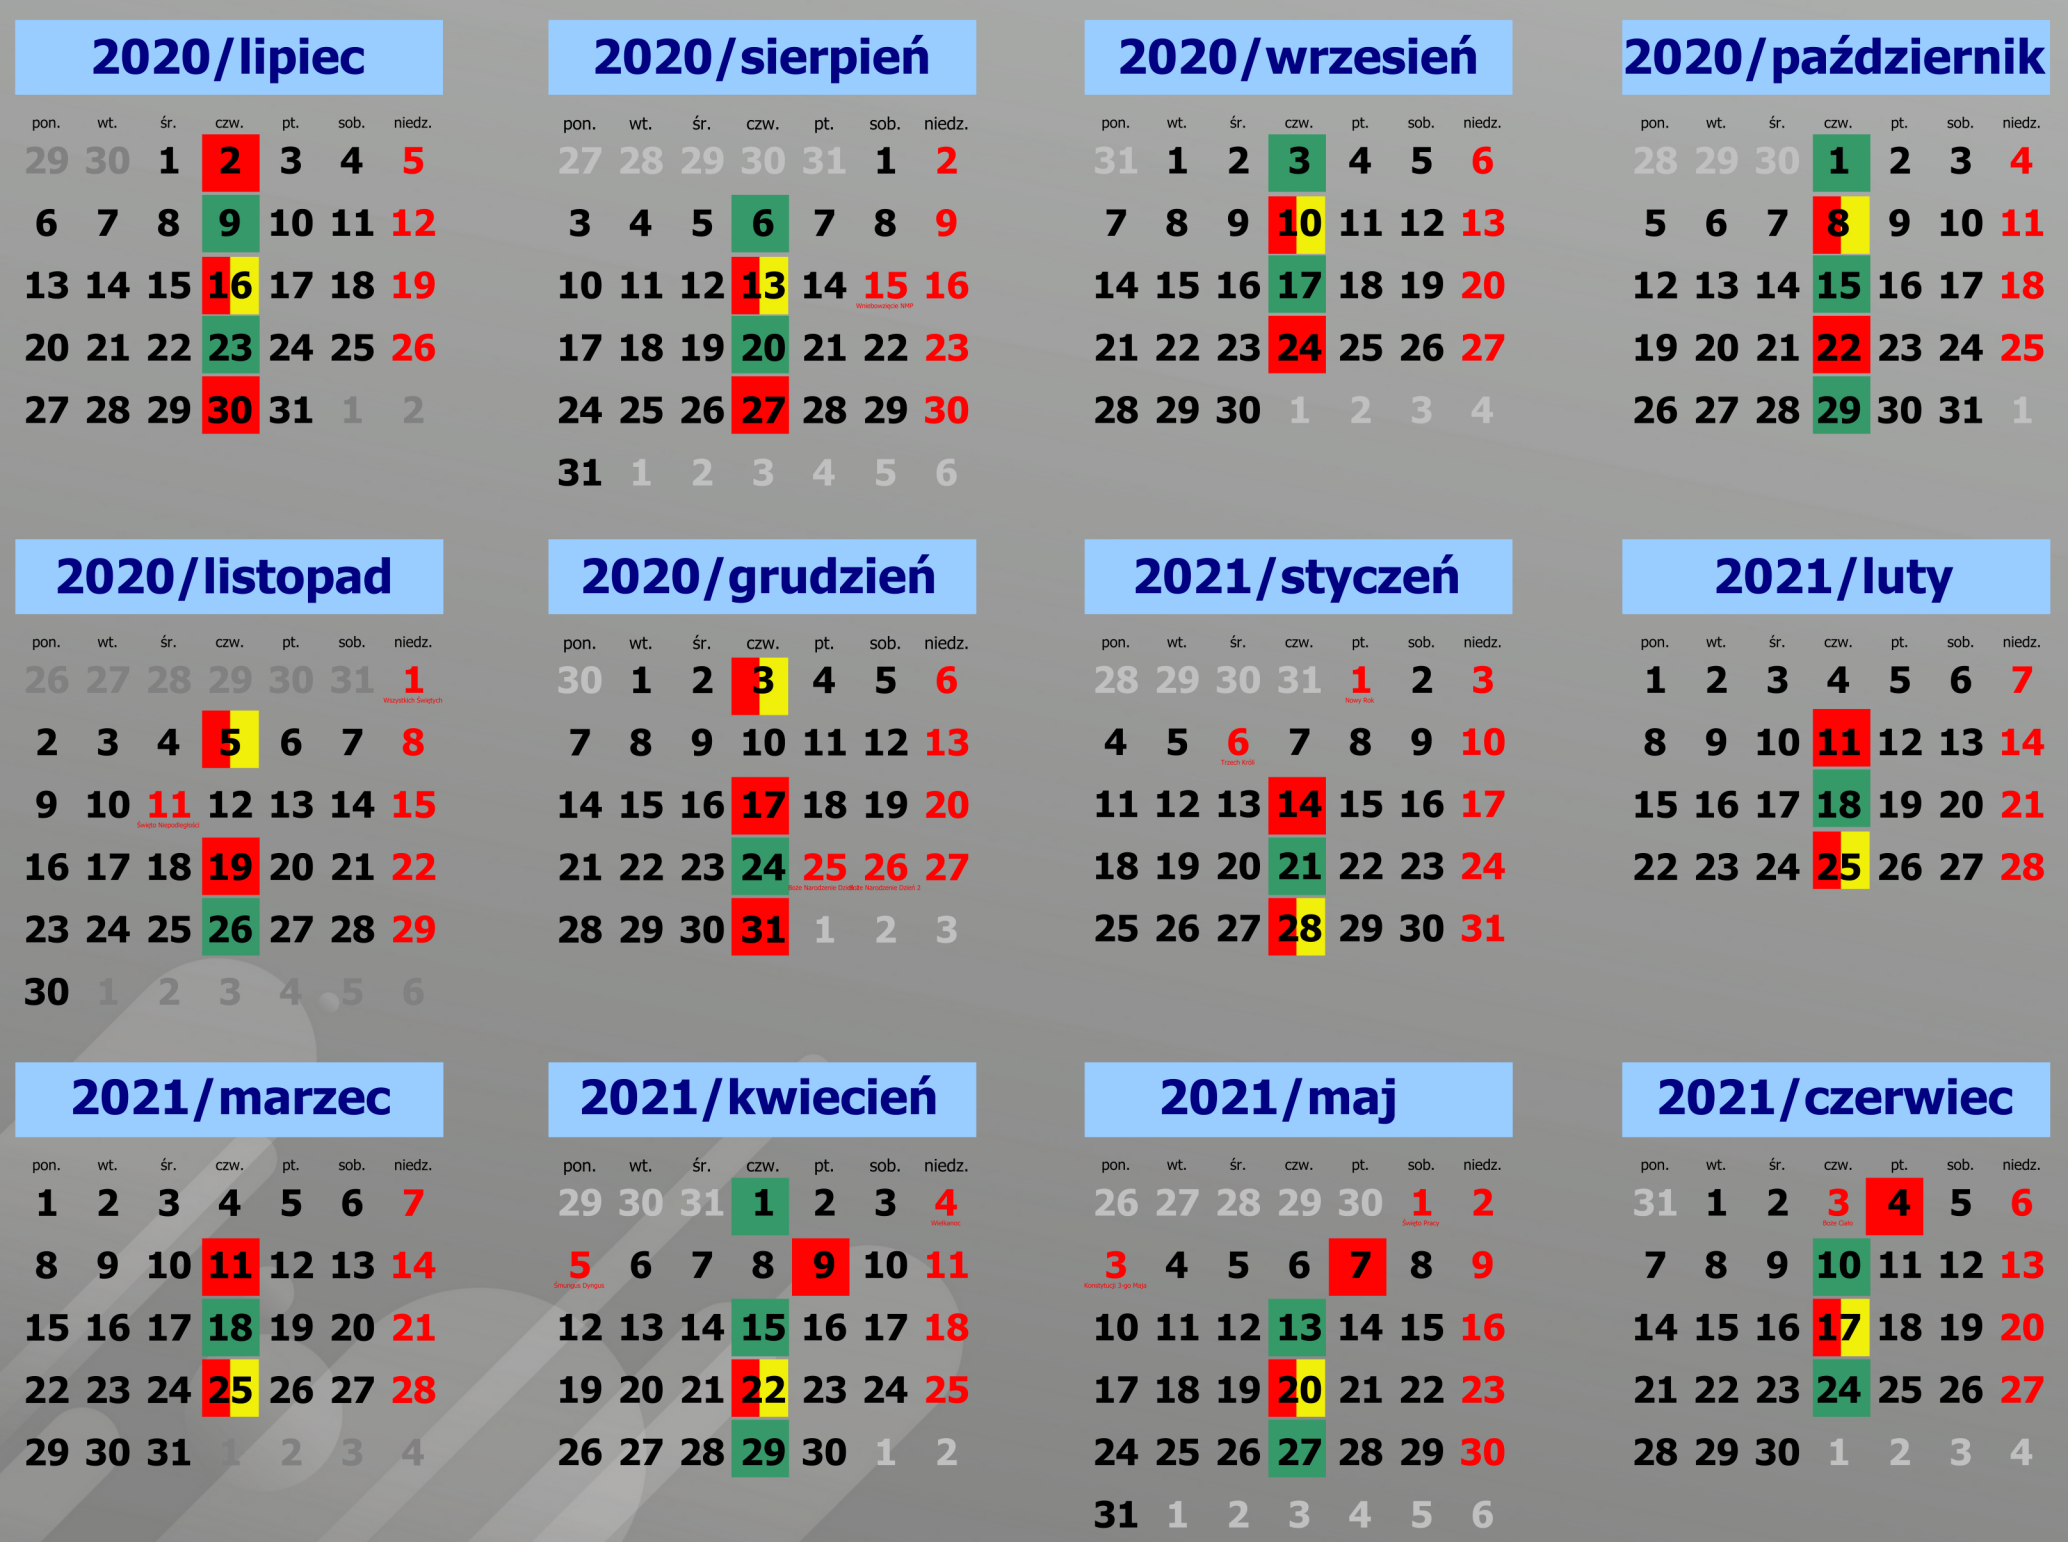 2020/lipiec
pon. wt. śr. czw. pt. sob. niedz.
29 30 1 2 3 4 5
6 7 8 9 10 11 12
13 14 15 16 17 18 19
20 21 22 23 24 25 26
27 28 29 30 31 1 2
2020/sierpień
pon. wt. śr. czw. pt. sob. niedz.
27 28 29 30 31 1 2
3 4 5 6 7 8 9
10 11 12 13 14 15 16
Wniebowzięcie NMP
17 18 19 20 21 22 23
24 25 26 27 28 29 30
31 1 2 3 4 5 6
2020/wrzesień
pon. wt. śr. czw. pt. sob. niedz.
31 1 2 3 4 5 6
7 8 9 10 11 12 13
14 15 16 17 18 19 20
21 22 23 24 25 26 27
28 29 30 1 2 3 4
2020/październik
pon. wt. śr. czw. pt. sob. niedz.
28 29 30 1 2 3 4
5 6 7 8 9 10 11
12 13 14 15 16 17 18
19 20 21 22 23 24 25
26 27 28 29 30 31 1
2020/listopad
pon. wt. śr. czw. pt. sob. niedz.
26 27 28 29 30 31 1
Wszystkich Świętych
2 3 4 5 6 7 8
9 10 11 12 13 14 15
Święto Niepodległości
16 17 18 19 20 21 22
23 24 25 26 27 28 29
30 1 2 3 4 5 6
2020/grudzień
pon. wt. śr. czw. pt. sob. niedz.
30 1 2 3 4 5 6
7 8 9 10 11 12 13
14 15 16 17 18 19 20
21 22 23 24 25 26 27
Boże Narodzenie Narodzenie Dzień 2
28 29 30 31 1 2 3
2021/styczeń
pon. wt. śr. czw. pt. sob. niedz.
28 29 30 31 1 2 3
Nowy Rok
4 5 6 7 8 9 10
Trzech Króli
11 12 13 14 15 16 17
18 19 20 21 22 23 24
25 26 27 28 29 30 31
2021/luty
pon. wt. śr. czw. pt. sob. niedz.
1 2 3 4 5 6 7
8 9 10 11 12 13 14
15 16 17 18 19 20 21
22 23 24 25 26 27 28
2021/marzec
pon. wt. śr. czw. pt. sob. niedz.
1 2 3 4 5 6 7
8 9 10 11 12 13 14
15 16 17 18 19 20 21
22 23 24 25 26 27 28
29 30 31 1 2 3 4
2021/kwiecień
pon. wt. śr. czw. pt. sob. niedz.
29 30 31 1 2 3 4
Wielkanoc
5 6 7 8 9 10 11
Śmungus Dyngus
12 13 14 15 16 17 18
19 20 21 22 23 24 25
26 27 28 29 30 1 2
2021/maj
pon. wt. śr. czw. pt. sob. niedz.
26 27 28 29 30 1 2
Święto Pracy
3 4 5 6 7 8 9
Konstytucji 3-go Maja
10 11 12 13 14 15 16
17 18 19 20 21 22 23
24 25 26 27 28 29 30
31 1 2 3 4 5 6
2021/czerwiec
pon. wt. śr. czw. pt. sob. niedz.
31 1 2 3 4 5 6
Boże Ciało
7 8 9 10 11 12 13
14 15 16 17 18 19 20
21 22 23 24 25 26 27
28 29 30 1 2 3 4